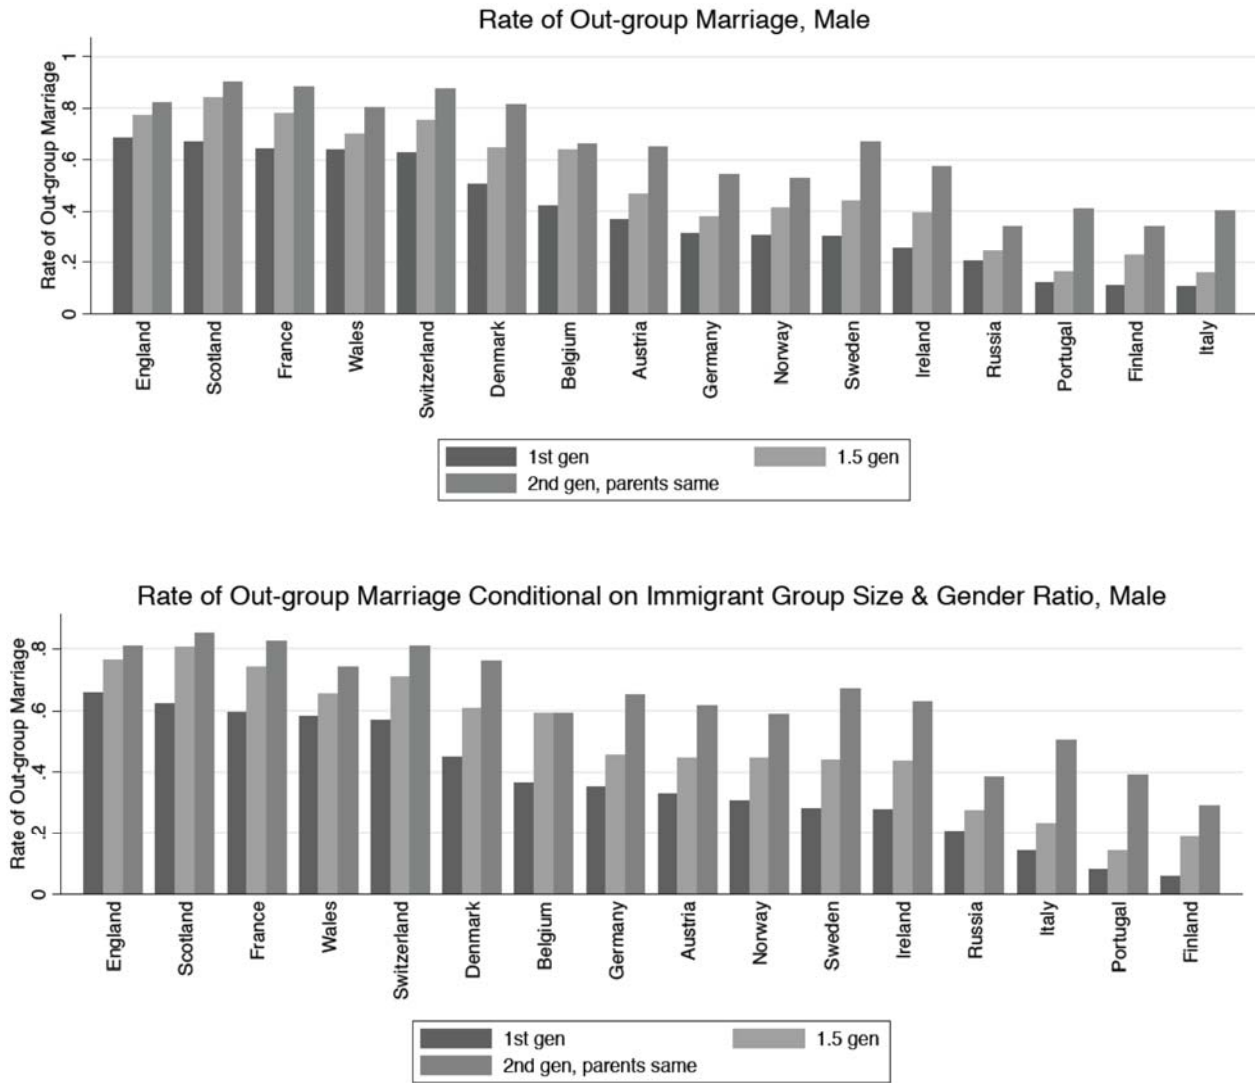 Rate of Out-group Marriage, Male
Rate of Out-group Marriage
1
.8
.6
.4
.2
0
England
Scotland
France
Wales
Switzerland
Denmark
Belgium
Austria
Germany
Norway
Sweden
Ireland
Russia
Portugal
Finland
Italy
1st gen
1.5 gen
2nd gen, parents same
Rate of Out-group Marriage Conditional on Immigrant Group Size & Gender Ratio, Male
Rate of Out-group Marriage
.8
.6
.4
.2
0
England
Scotland
France
Wales
Switzerland
Denmark
Belgium
Germany
Austria
Norway
Sweden
Ireland
Russia
Italy
Portugal
Finland
1st gen
1.5 gen
2nd gen, parents same